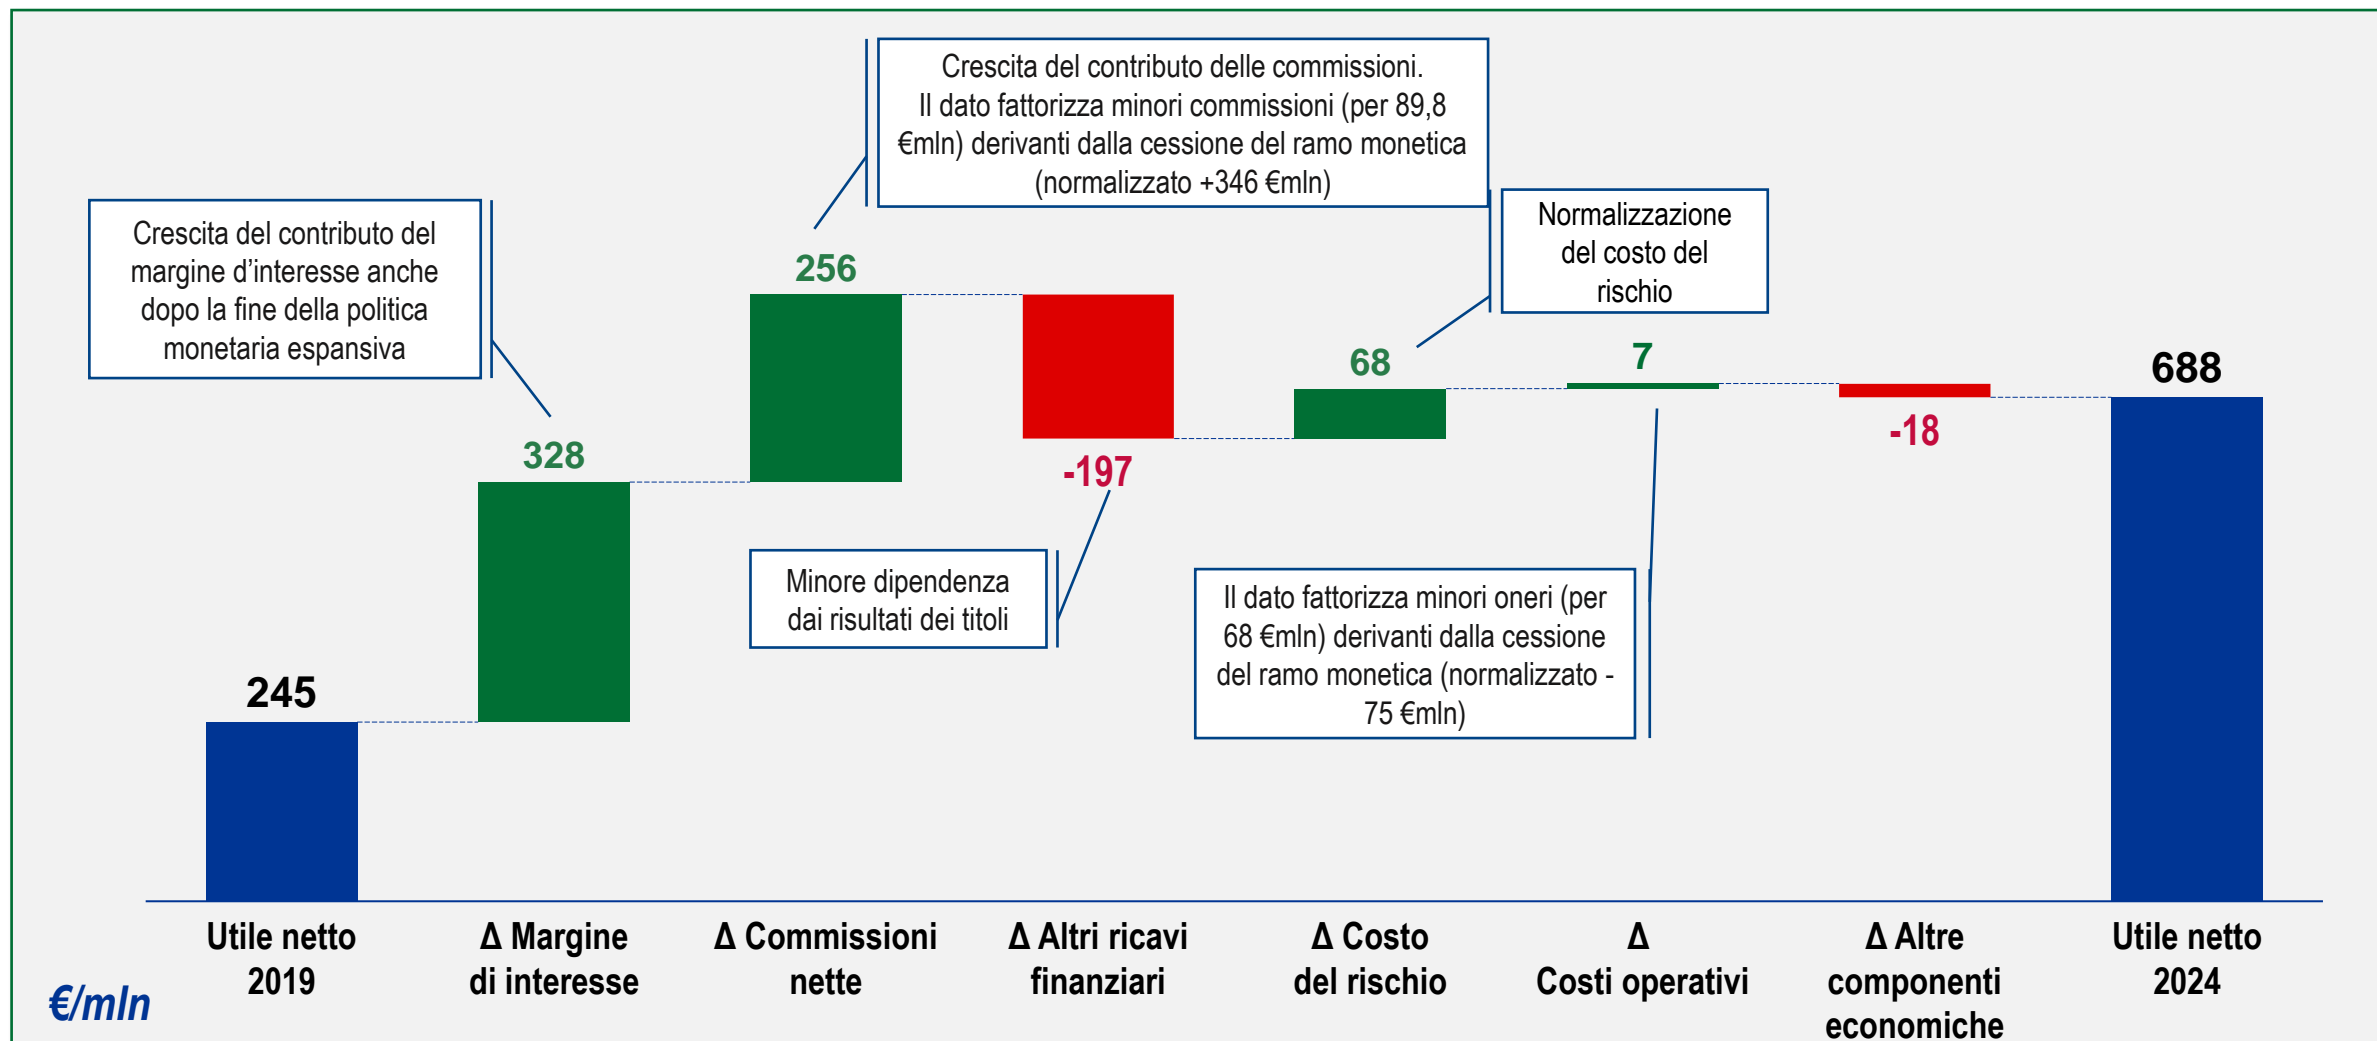 Crescita del contributo delle commissioni.
Il dato fattorizza minori commissioni (per 89,8
€mln) derivanti dalla cessione del ramo monetica
(normalizzato +346 €mln)
Crescita del contributo del
margine d’interesse anche
dopo la fine della politica
monetaria espansiva
Normalizzazione
del costo del
rischio
256
68
7
688
328
-197
-18
Minore dipendenza
dai risultati dei titoli
Il dato fattorizza minori oneri (per
68 €mln) derivanti dalla cessione
del ramo monetica (normalizzato -
75 €mln)
245
Utile netto
2019
Δ Margine
di interesse
Δ Commissioni
nette
Δ Altri ricavi
finanziari
Δ Costo
del rischio
Δ
Costi operativi
Δ Altre
componenti
economiche
Utile netto
2024
€/mln